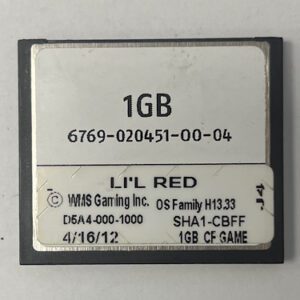 1GB
6769-020451-00-04
LI'L RED
© WMS Gaming Inc. OS Family H13.33
D5A4-000-1000 SHA1-CBFF
4/16/12 1GB CF GAME